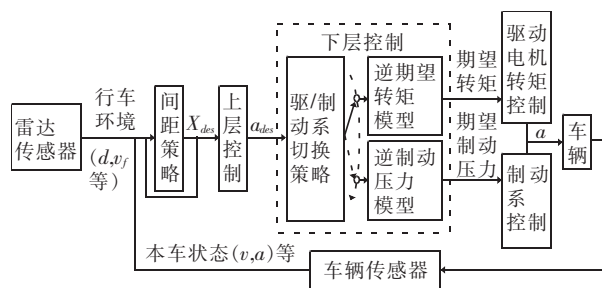 雷达
传感器
行车
环境
(d,v_f
等)
间
距
策
略
X_des
上
层
控
制
a_des
下层控制
驱/制
动系
切换
策略
逆期望
转矩
模型
逆制动
压力
模型
期望
转矩
期望
制动
压力
驱动
电机
转矩
控制
制动
系
控制
a
车
辆
本车状态(v,a)等
车辆传感器